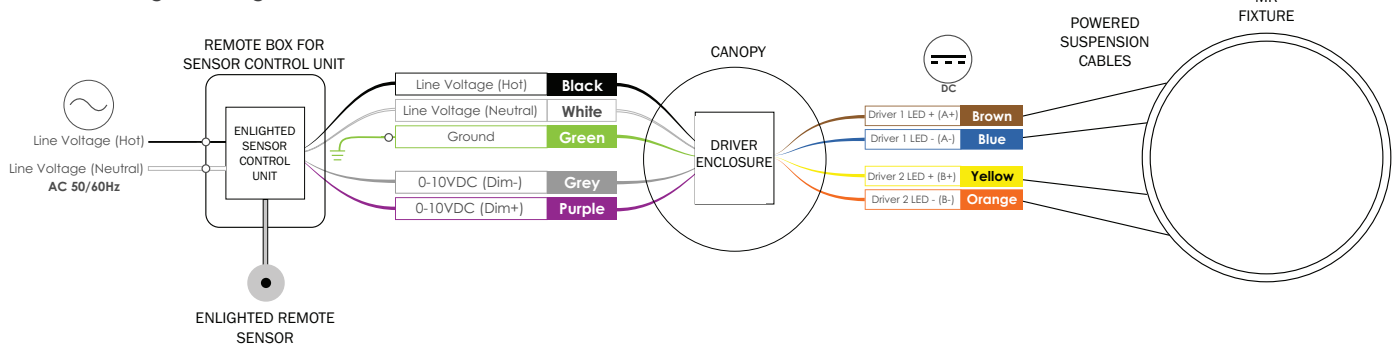 FIXTURE
POWERED
SUSPENSION
CABLES
REMOTE BOX FOR
SENSOR CONTROL UNIT
CANOPY
DC
Line Voltage (Hot)
Line Voltage (Neutral)
AC 50/60Hz
ENLIGHTED
SENSOR
CONTROL
UNIT
Line Voltage (Hot) Black
Line Voltage (Neutral) White
Ground Green
0-10VDC (Dim-) Grey
0-10VDC (Dim+) Purple
DRIVER
ENCLOSURE
Driver 1 LED + (A+) Brown
Driver 1 LED - (A-) Blue
Driver 2 LED + (B+) Yellow
Driver 2 LED - (B-) Orange
ENLIGHTED REMOTE
SENSOR